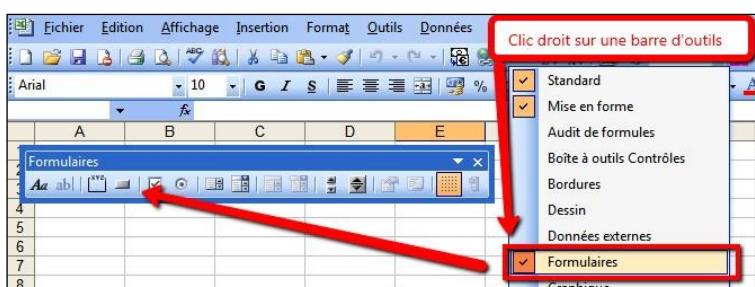 Fichier Edition Affichage Insertion Format Outils Données
Clic droit sur une barre d'outils
Arial 10 G I S %
Standard
Mise en forme
Audit de formules
Boîte à outils Contrôles
Bordures
Dessin
Données externes
Formulaires
Graphique
fx
A B C D E
Formulaires
Aa ab| XYZ
4
5
6
7
8